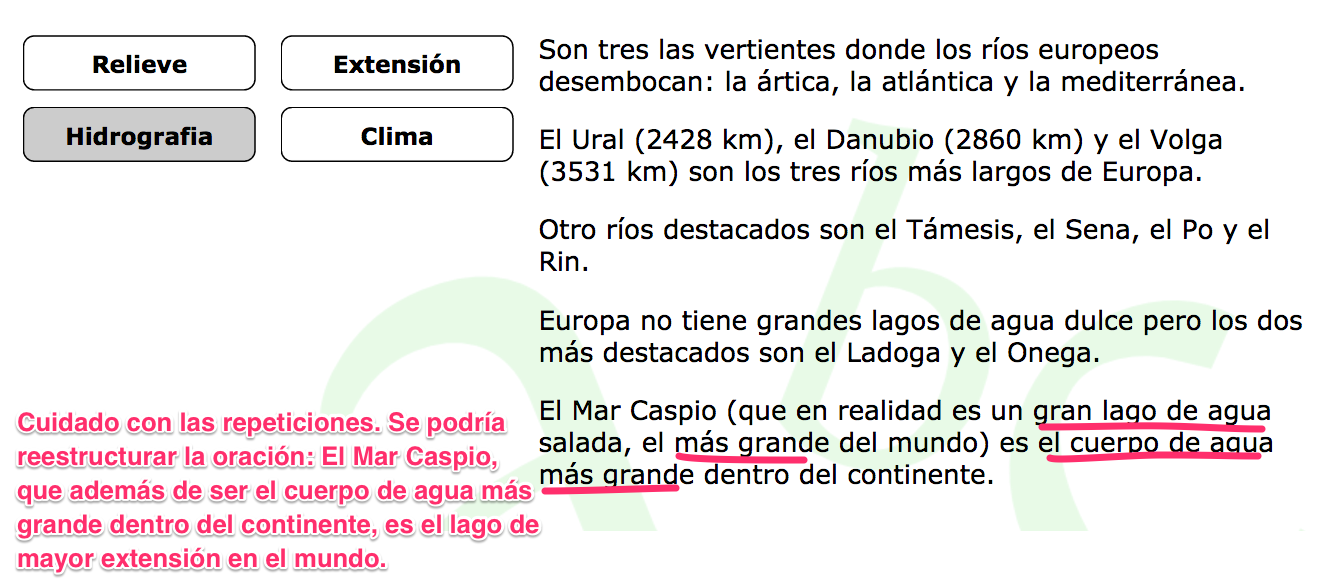 Relieve
Extensión
Hidrografia
Clima
Son tres las vertientes donde los ríos europeos
desembocan: la ártica, la atlántica y la mediterránea.
El Ural (2428 km), el Danubio (2860 km) y el Volga
(3531 km) son los tres ríos más largos de Europa.
Otro ríos destacados son el Támesis, el Sena, el Po y el
Rin.
Europa no tiene grandes lagos de agua dulce pero los dos
más destacados son el Ladoga y el Onega.
El Mar Caspio (que en realidad es un gran lago de agua
salada, el más grande del mundo) es el cuerpo de agua
más grande dentro del continente.
Cuidado con las repeticiones. Se podría
reestructurar la oración: El Mar Caspio,
que además de ser el cuerpo de agua más
grande dentro del continente, es el lago de
mayor extensión en el mundo.
abc